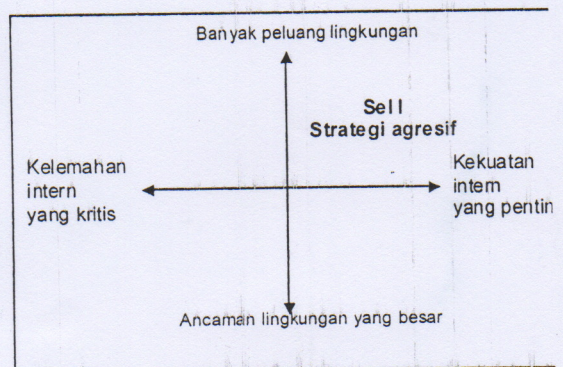 Banyak peluang lingkungan
Sel I
Strategi agresif
Kelemahan
intern
yang kritis
Kekuatan
intern
yang pentin
Ancaman lingkungan yang besar